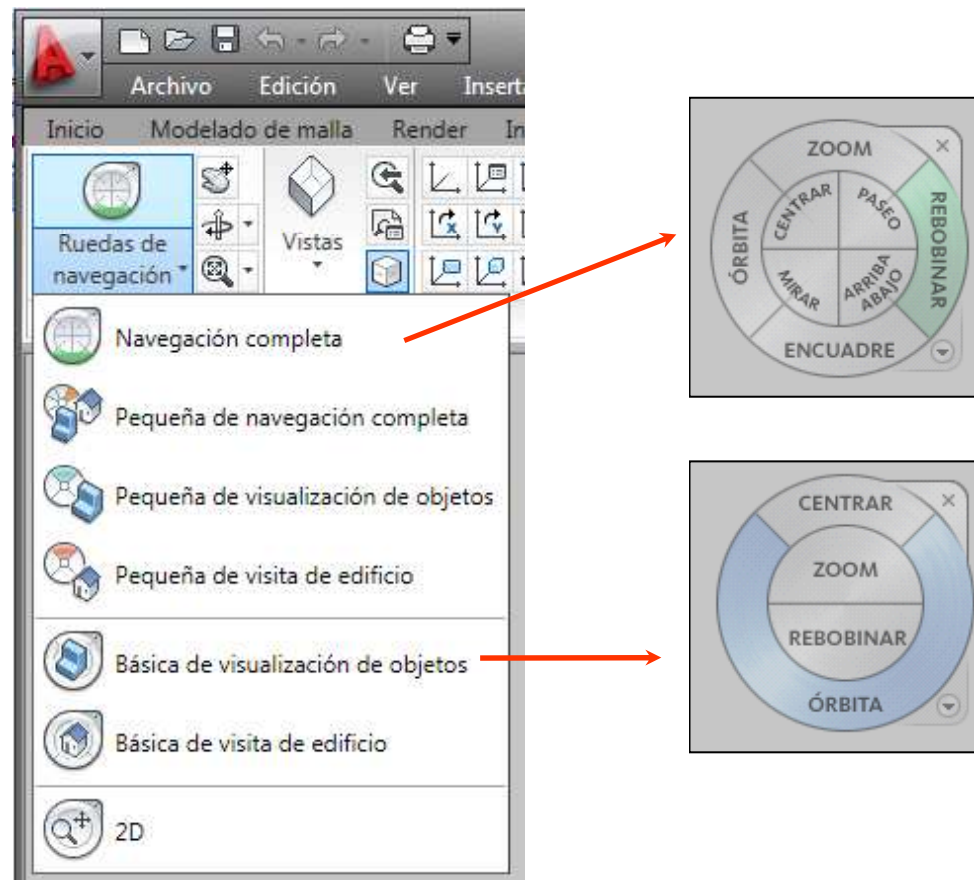 Archivo Edición Ver Inserta
Inicio Modelado de malla Render In
Ruedas de
navegación
Vistas
Navegación completa
Pequeña de navegación completa
Pequeña de visualización de objetos
Pequeña de visita de edificio
Básica de visualización de objetos
Básica de visita de edificio
2D
ZOOM
CENTRAR
PASEO
REBOBINAR
ÓRBITA
MIRAR
ARRIBA
ABAJO
ENCUADRE
CENTRAR
ZOOM
REBOBINAR
ÓRBITA